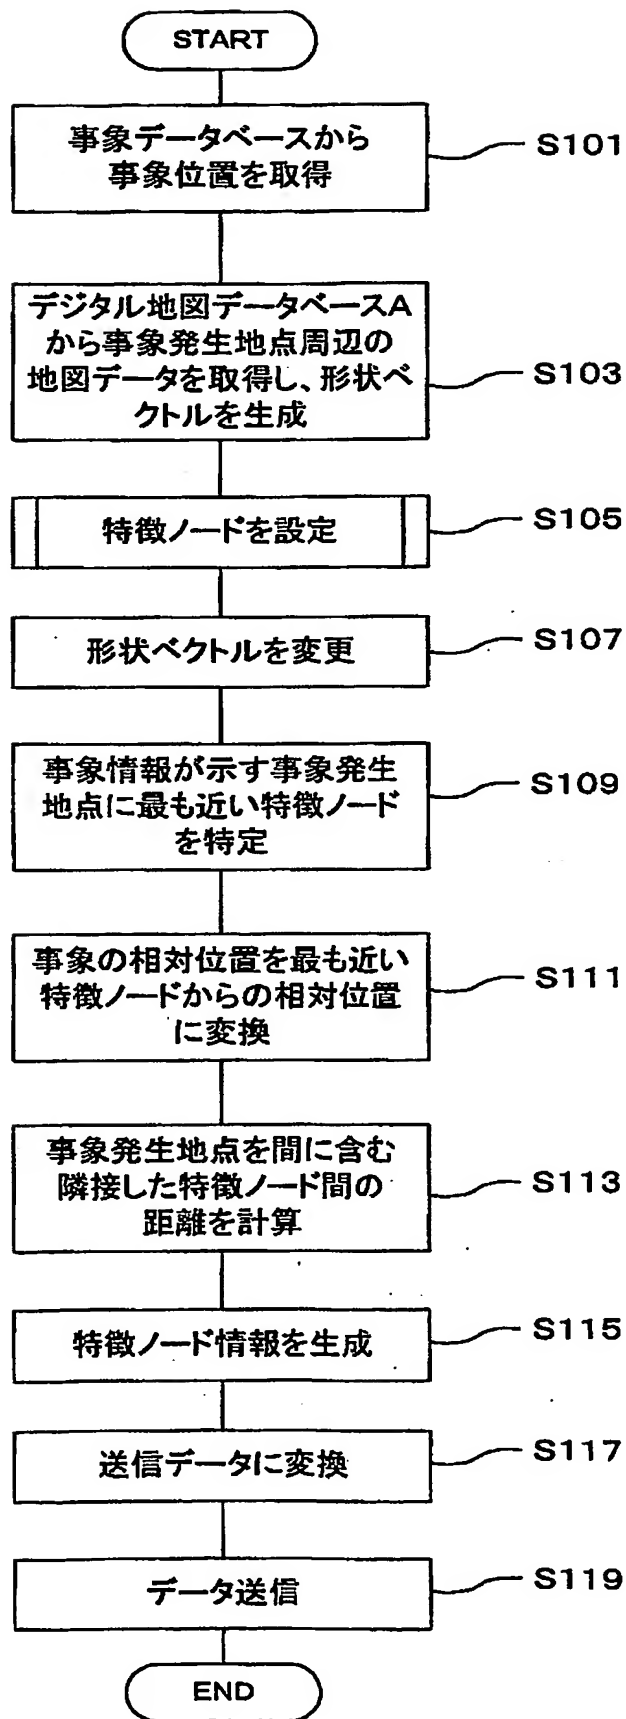 START
事象データベースから
事象位置を取得
S101
デジタル地図データベースA
から事象発生地点周辺の
地図データを取得し、形状ベ
クトルを生成
S103
特徴ノードを設定
S105
形状ベクトルを変更
S107
事象情報が示す事象発生
地点に最も近い特徴ノード
を特定
S109
事象の相対位置を最も近い
特徴ノードからの相対位置
に変換
S111
事象発生地点を間に含む
隣接した特徴ノード間の
距離を計算
S113
特徴ノード情報を生成
S115
送信データに変換
S117
データ送信
S119
END